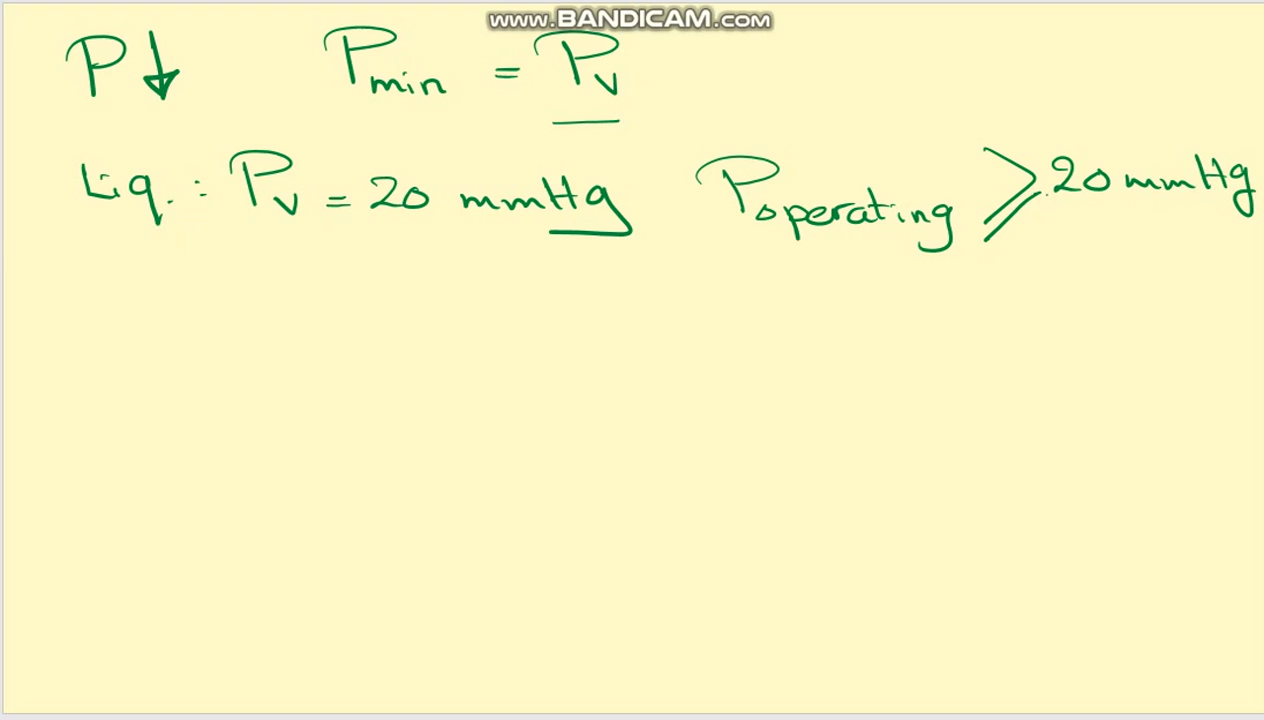 www.BANDICAM.com
P↓ Pmin = Pv
Liq. : Pv = 20 mmHg Poperating ≥ 20 mmHg